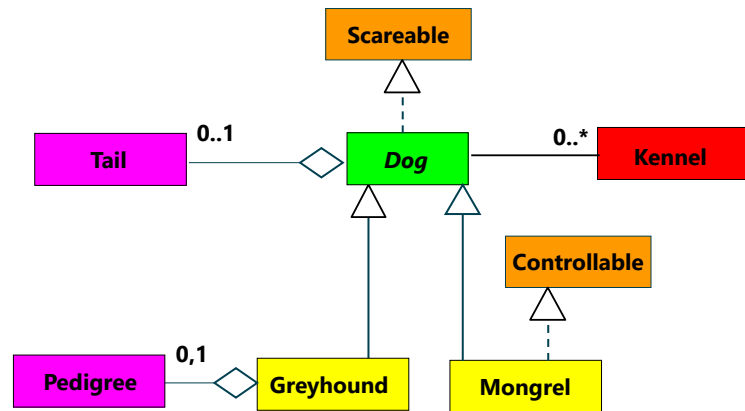 Scareable
0..1
0..*
Tail
Dog
Kennel
Controllable
0,1
Pedigree
Greyhound
Mongrel